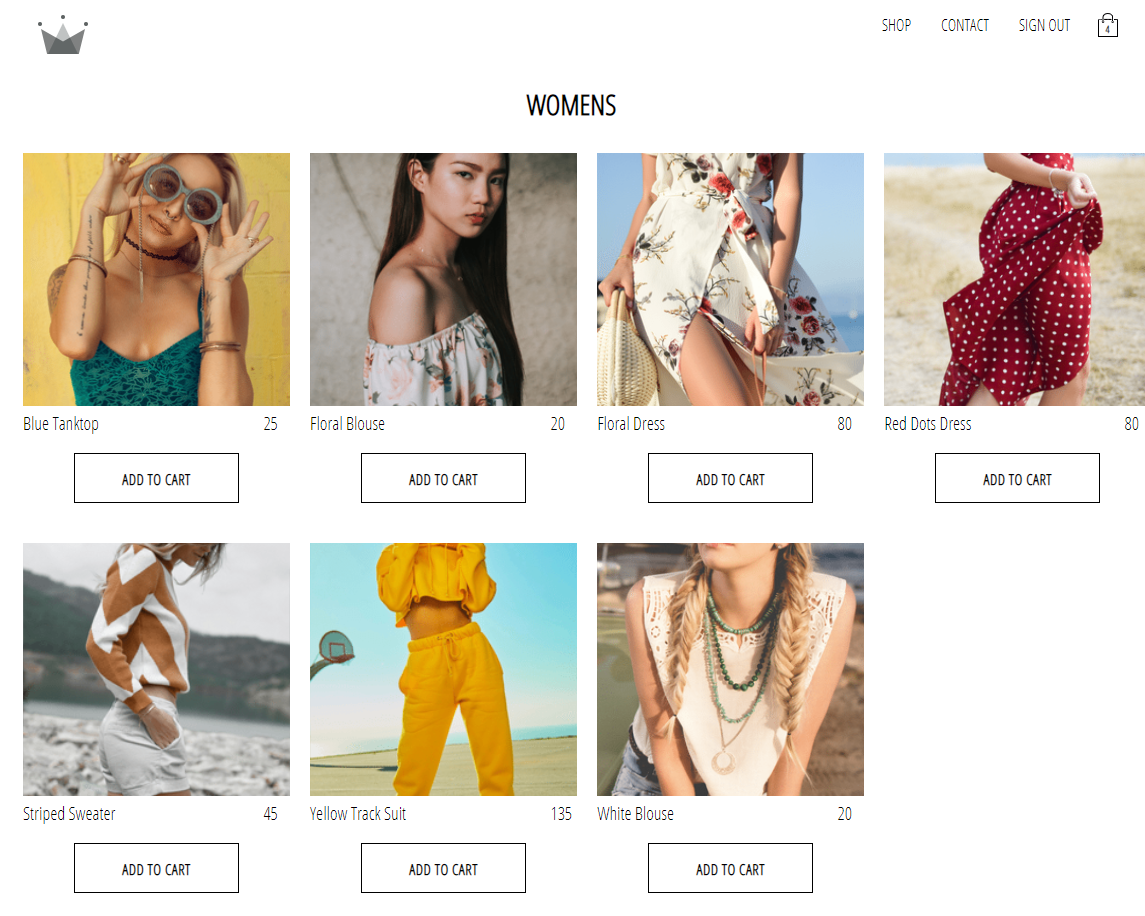 SHOP CONTACT SIGN OUT 4
WOMENS
Blue Tanktop 25
Floral Blouse 20
Floral Dress 80
Red Dots Dress 80
ADD TO CART
ADD TO CART
ADD TO CART
ADD TO CART
Striped Sweater 45
Yellow Track Suit 135
White Blouse 20
ADD TO CART
ADD TO CART
ADD TO CART